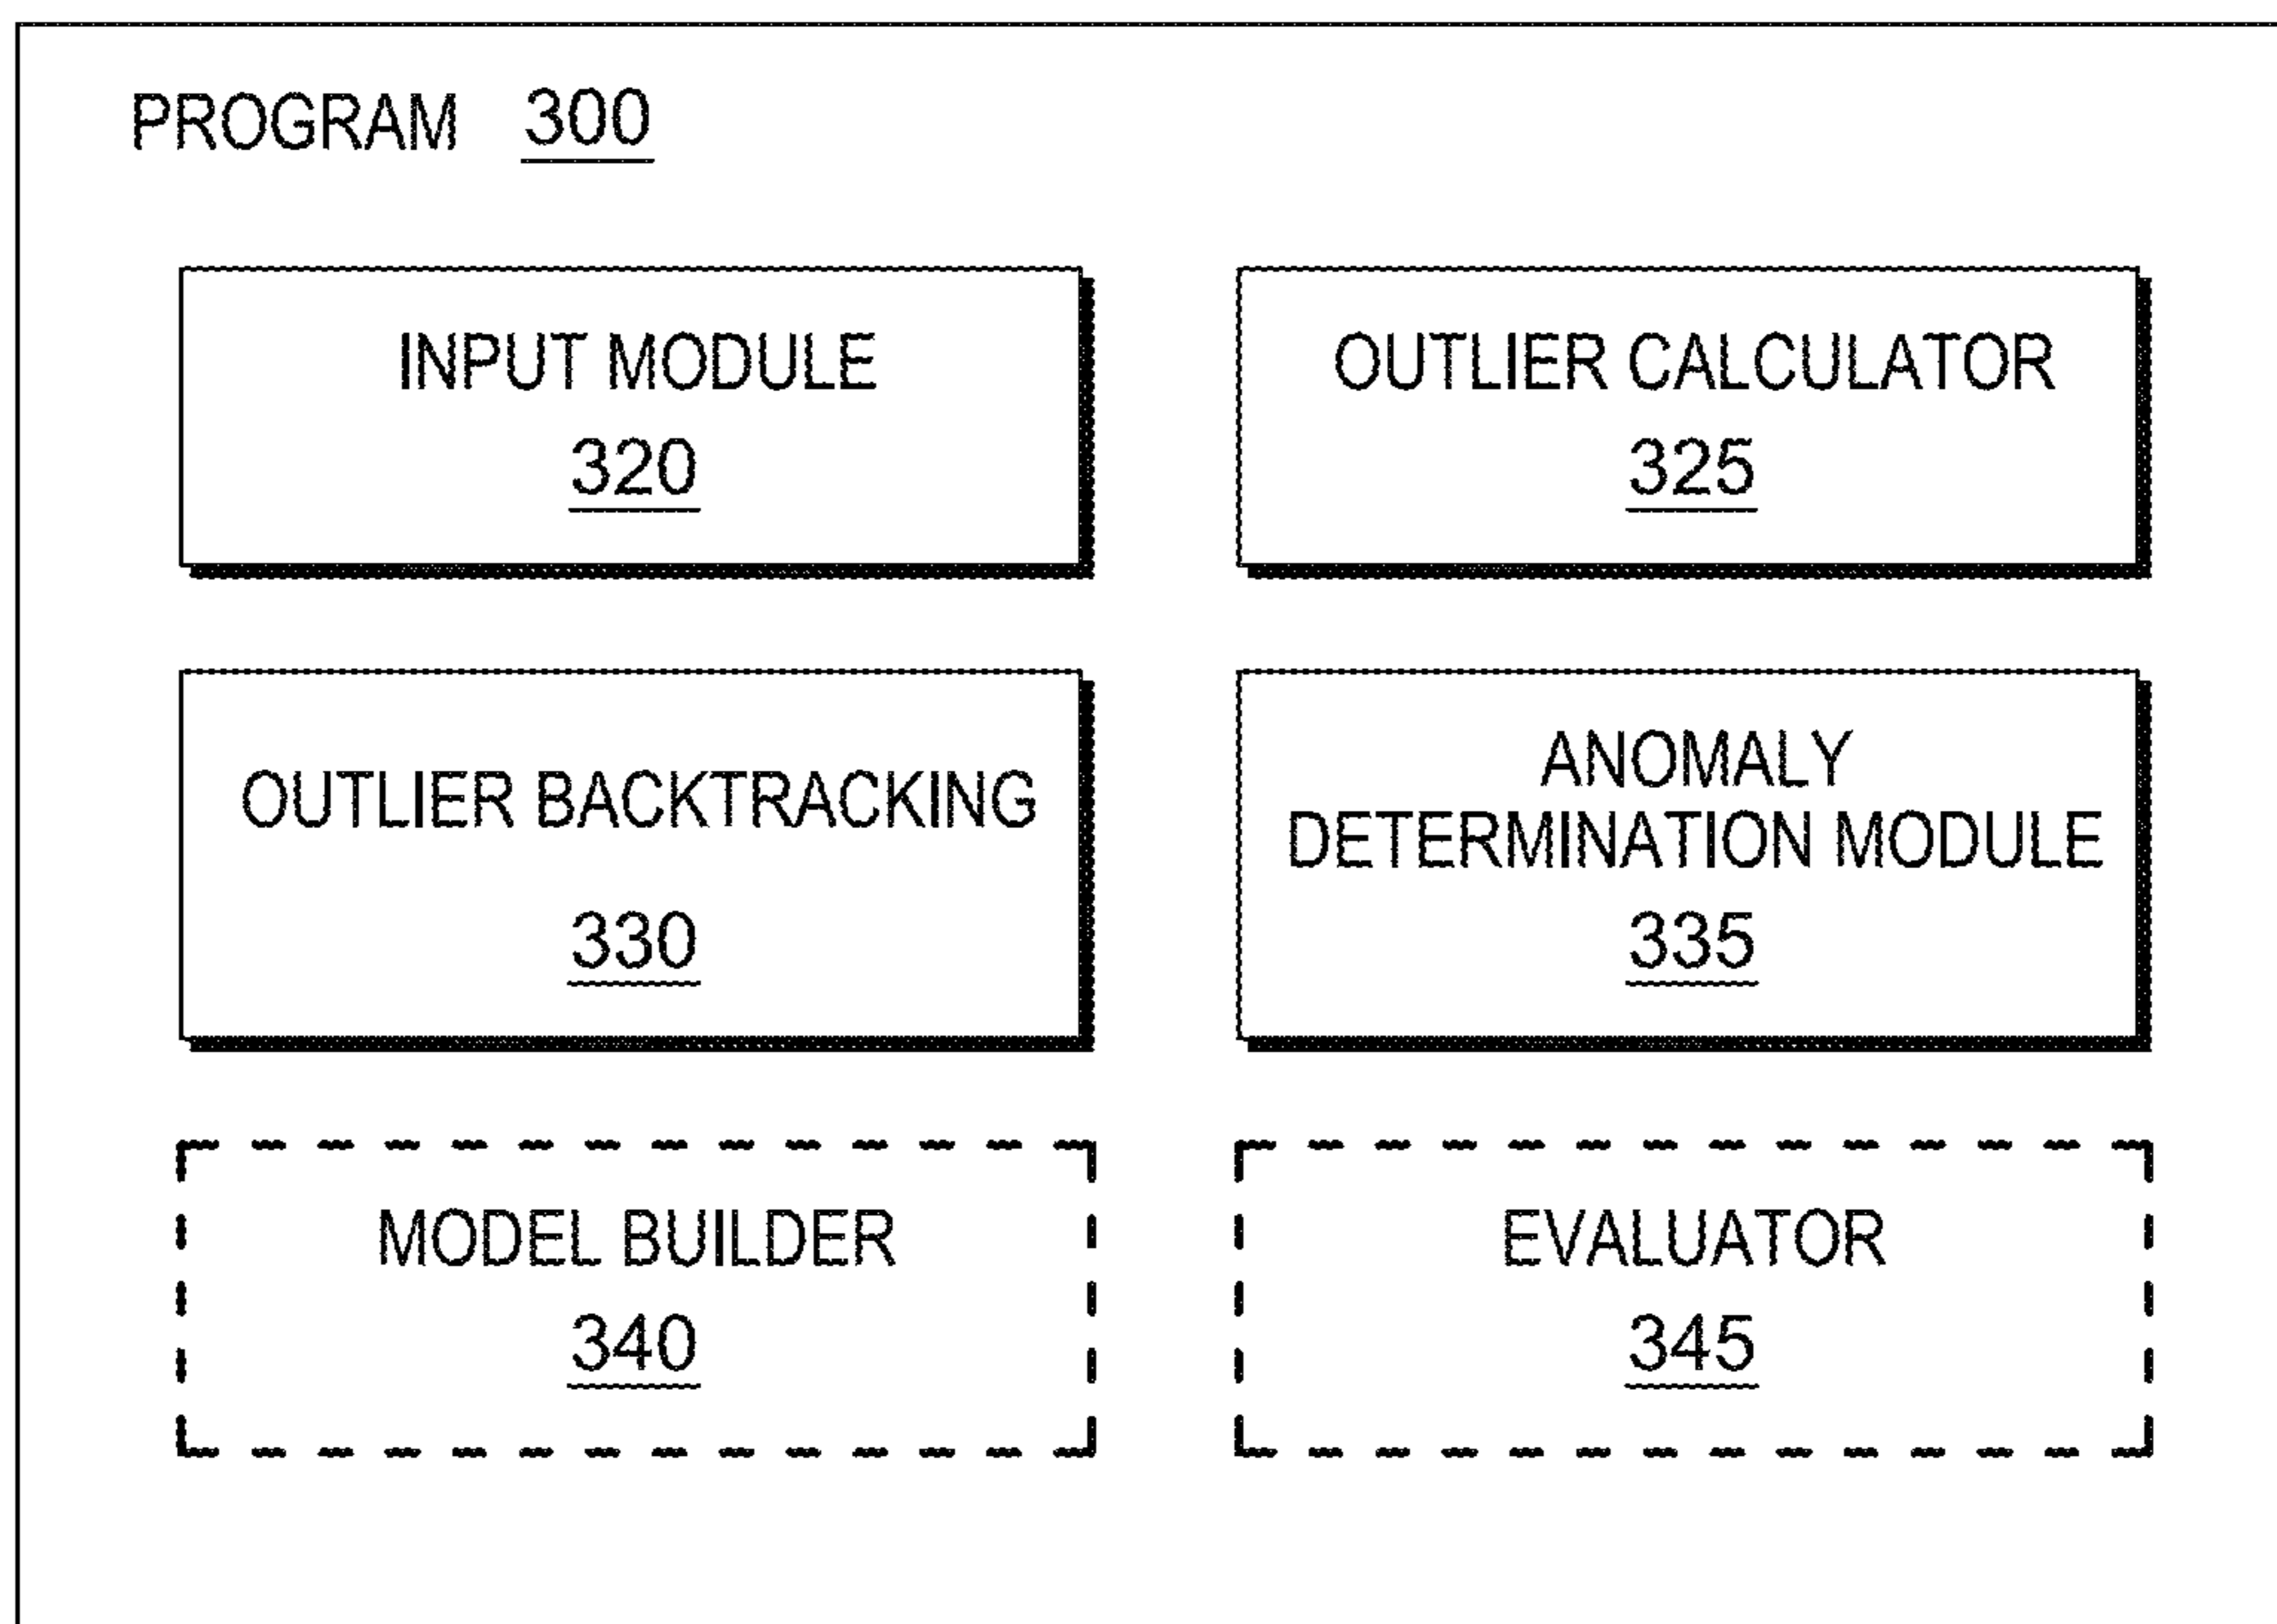 PROGRAM 300
INPUT MODULE
320
OUTLIER CALCULATOR
325
OUTLIER BACKTRACKING
330
ANOMALY
DETERMINATION MODULE
335
MODEL BUILDER
340
EVALUATOR
345